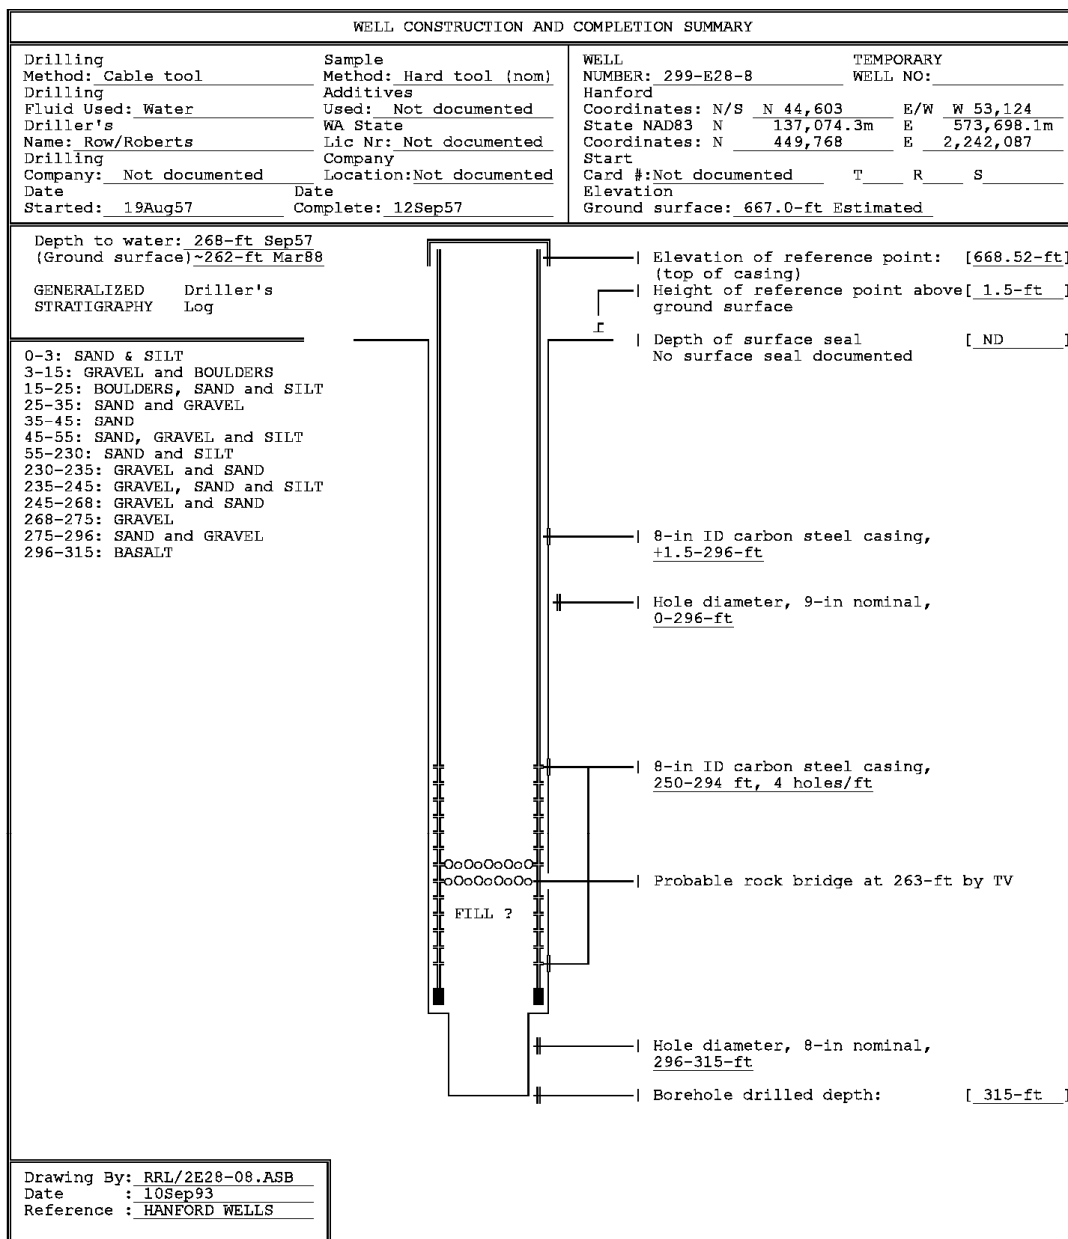 WELL CONSTRUCTION AND COMPLETION SUMMARY
Drilling Sample
Method: Cable tool Method: Hard tool (nom)
Drilling Additives
Fluid Used: Water Used: Not documented
Driller's WA State
Name: Row/Roberts Lic Nr: Not documented
Drilling Company
Company: Not documented Location: Not documented
Date Date
Started: 19Aug57 Complete: 12Sep57
WELL TEMPORARY
NUMBER: 299-E28-8 WELL NO:
Hanford
Coordinates: N/S N 44,603 E/W W 53,124
State NAD83 N 137,074.3m E 573,698.1m
Coordinates: N 449,768 E 2,242,087
Start
Card #: Not documented T R S
Elevation
Ground surface: 667.0-ft Estimated
Depth to water: 268-ft Sep57
(Ground surface) ~262-ft Mar88
GENERALIZED Driller's
STRATIGRAPHY Log
0-3: SAND & SILT
3-15: GRAVEL and BOULDERS
15-25: BOULDERS, SAND and SILT
25-35: SAND and GRAVEL
35-45: SAND
45-55: SAND, GRAVEL and SILT
55-230: SAND and SILT
230-235: GRAVEL and SAND
235-245: GRAVEL, SAND and SILT
245-268: GRAVEL and SAND
268-275: GRAVEL
275-296: SAND and GRAVEL
296-315: BASALT
Elevation of reference point: [668.52-ft]
(top of casing)
Height of reference point above [ 1.5-ft ]
ground surface
Depth of surface seal [ ND ]
No surface seal documented
8-in ID carbon steel casing,
+1.5-296-ft
Hole diameter, 9-in nominal,
0-296-ft
8-in ID carbon steel casing,
250-294 ft, 4 holes/ft
OoOoOoOoO
oOoOoOoOo
Probable rock bridge at 263-ft by TV
FILL ?
Hole diameter, 8-in nominal,
296-315-ft
Borehole drilled depth: [ 315-ft ]
Drawing By: RRL/2E28-08.ASB
Date : 10Sep93
Reference : HANFORD WELLS